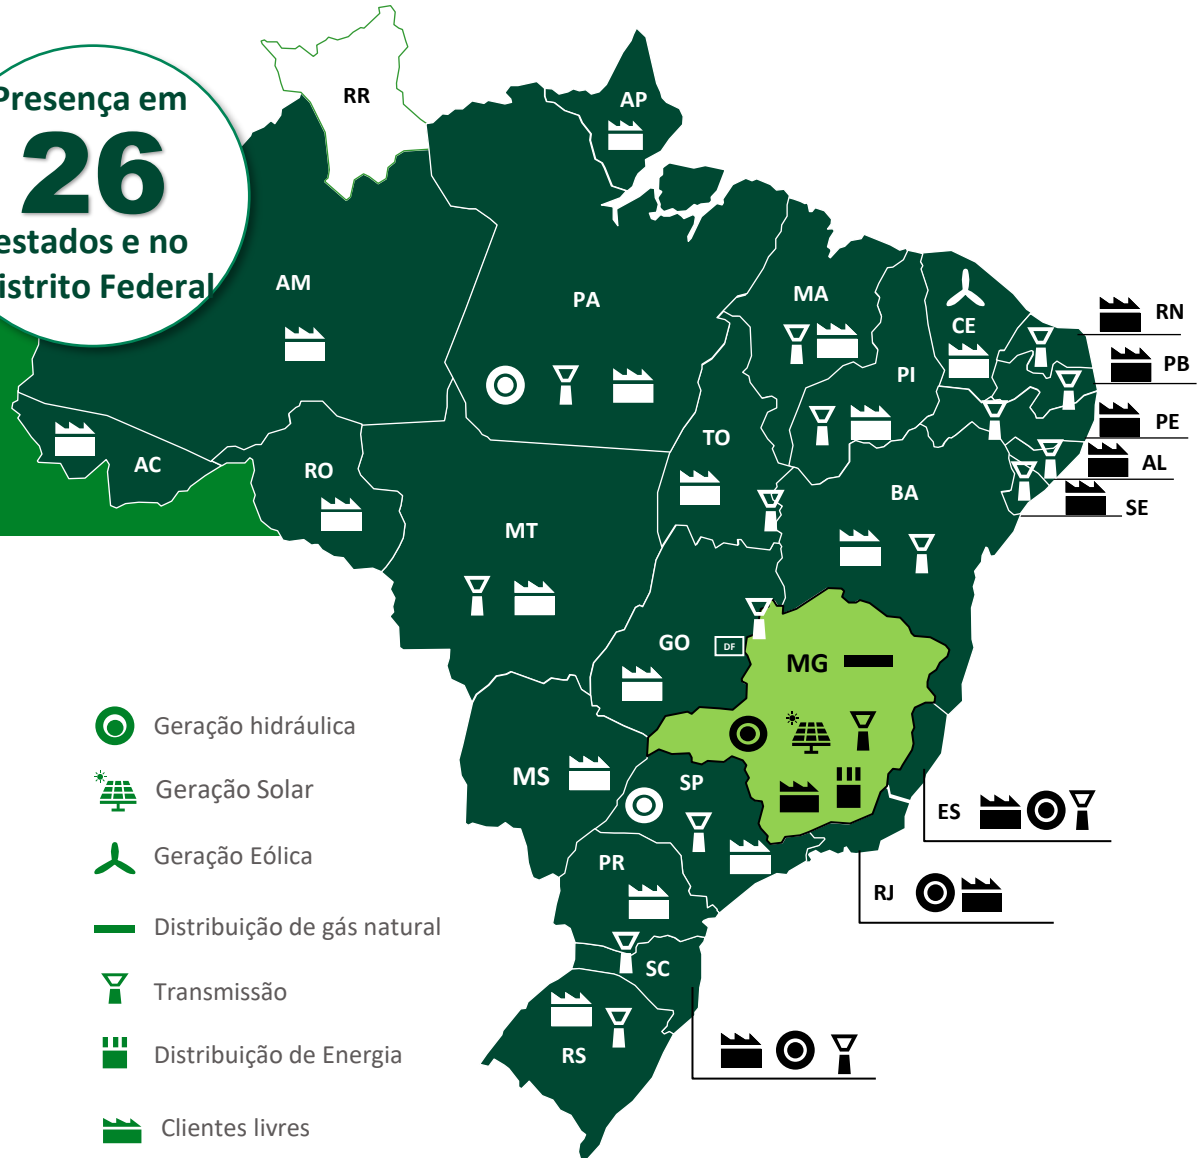 Presença em
26
estados e no
Distrito Federal
RR
AP
AM
PA
MA
CE
RN
PB
PI
PE
TO
AL
AC
RO
BA
SE
MT
GO
DF
MG
MS
SP
ES
PR
RJ
SC
RS
Geração hidráulica
Geração Solar
Geração Eólica
Distribuição de gás natural
Transmissão
Distribuição de Energia
Clientes livres